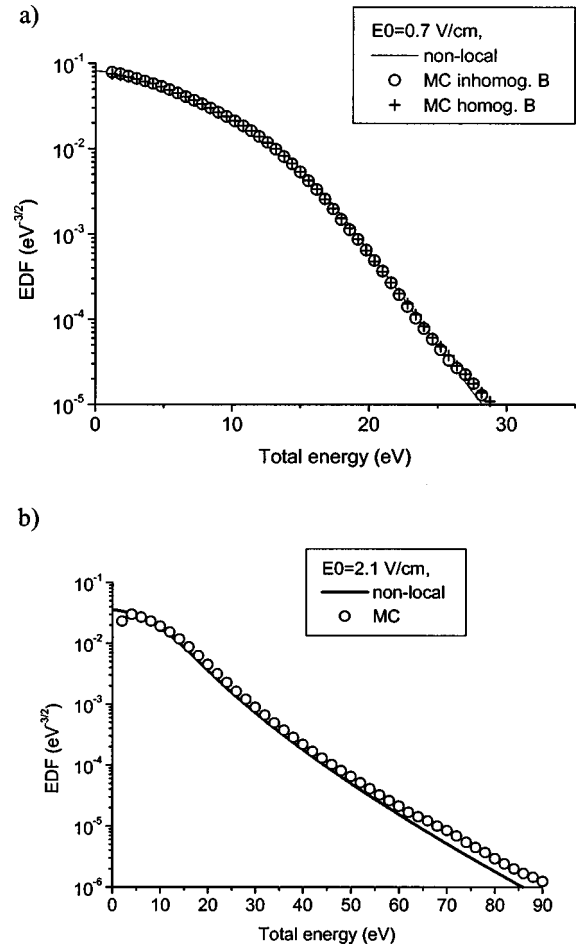 a)
E0=0.7 V/cm,
non-local
MC inhomog. B
MC homog. B
10⁻¹
10⁻²
10⁻³
10⁻⁴
10⁻⁵
EDF (eV⁻³/²)
0 10 20 30
Total energy (eV)
b)
E0=2.1 V/cm,
non-local
MC
10⁻¹
10⁻²
10⁻³
10⁻⁴
10⁻⁵
10⁻⁶
EDF (eV⁻³/²)
0 10 20 30 40 50 60 70 80 90
Total energy (eV)